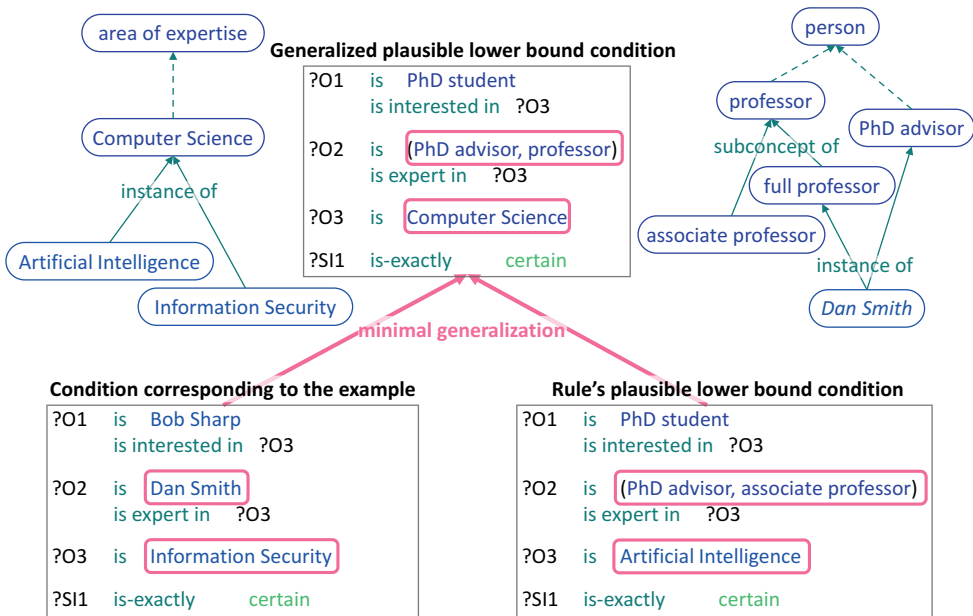 area of expertise
Computer Science
instance of
Artificial Intelligence
Information Security
Generalized plausible lower bound condition
?O1 is PhD student
is interested in ?O3
?O2 is (PhD advisor, professor)
is expert in ?O3
?O3 is Computer Science
?SI1 is-exactly certain
person
professor
PhD advisor
subconcept of
full professor
associate professor
instance of
Dan Smith
minimal generalization
Condition corresponding to the example
?O1 is Bob Sharp
is interested in ?O3
?O2 is Dan Smith
is expert in ?O3
?O3 is Information Security
?SI1 is-exactly certain
Rule's plausible lower bound condition
?O1 is PhD student
is interested in ?O3
?O2 is (PhD advisor, associate professor)
is expert in ?O3
?O3 is Artificial Intelligence
?SI1 is-exactly certain